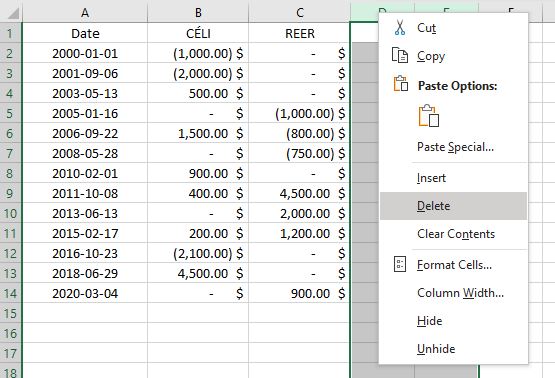 A B C
1 Date CÉLI REER
2 2000-01-01 (1,000.00) $ - $
3 2001-09-06 (2,000.00) $ - $
4 2003-05-13 500.00 $ - $
5 2005-01-16 - $ (1,000.00) $
6 2006-09-22 1,500.00 $ (800.00) $
7 2008-05-28 - $ (750.00) $
8 2010-02-01 900.00 $ - $
9 2011-10-08 400.00 $ 4,500.00 $
10 2013-06-13 - $ 2,000.00 $
11 2015-02-17 200.00 $ 1,200.00 $
12 2016-10-23 (2,100.00) $ - $
13 2018-06-29 4,500.00 $ - $
14 2020-03-04 - $ 900.00 $
15
16
17
18
Cut
Copy
Paste Options:
Paste Special...
Insert
Delete
Clear Contents
Format Cells...
Column Width...
Hide
Unhide